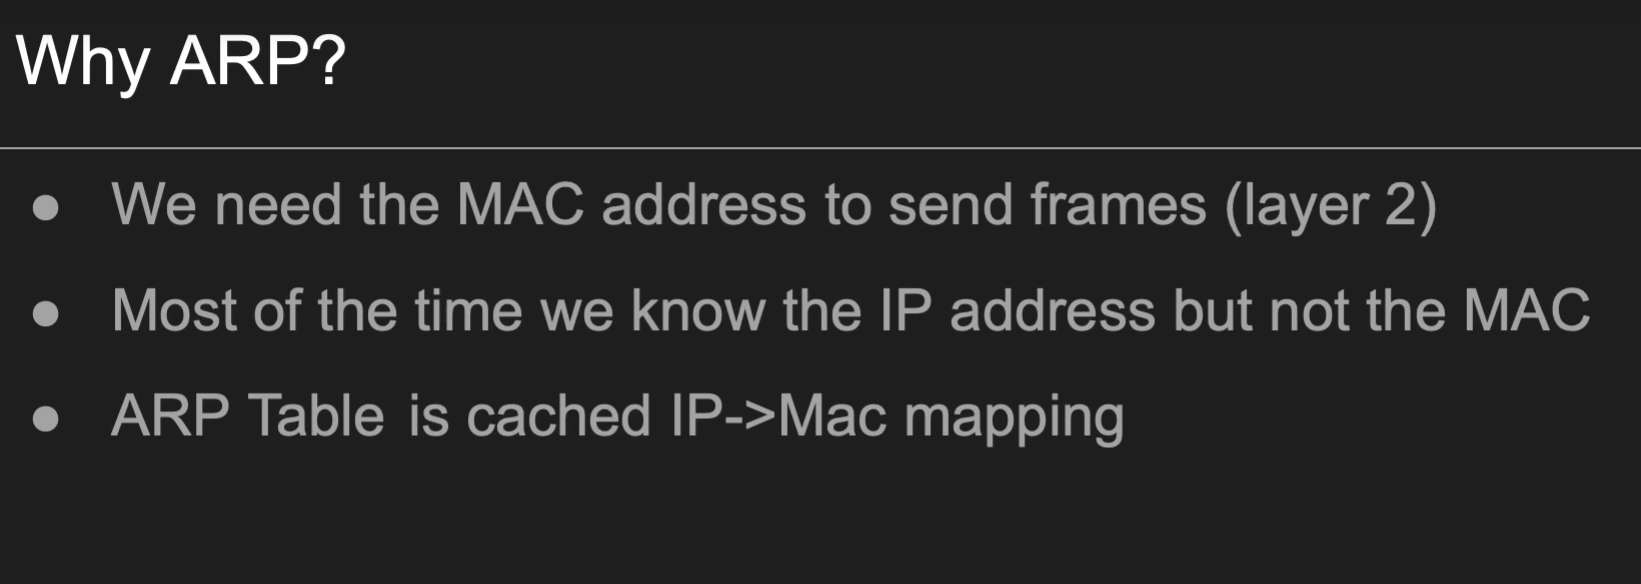 Why ARP?
● We need the MAC address to send frames (layer 2)
● Most of the time we know the IP address but not the MAC
● ARP Table is cached IP->Mac mapping